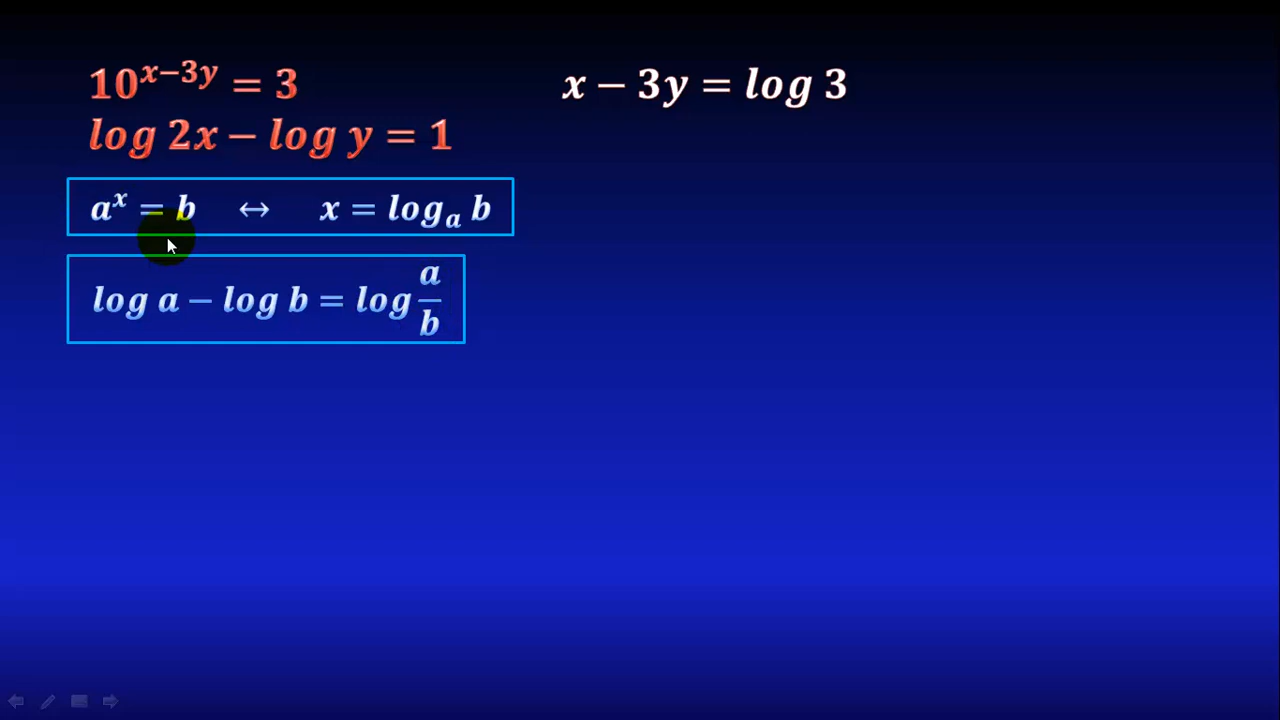 10^{x−3y} = 3
log 2x − log y = 1
a^x = b ↔ x = log_a b
log a − log b = log a/b
x − 3y = log 3